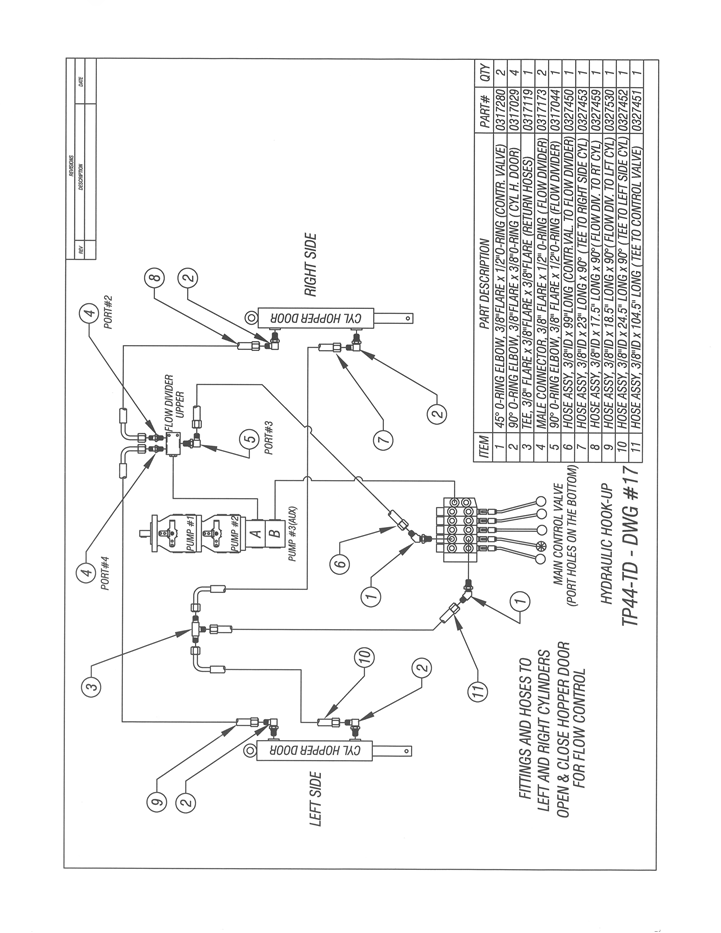 REVISIONS
REV DESCRIPTION DATE
4
PORT#2
8
2
RIGHT SIDE
CYL HOPPER DOOR
4
PORT#4
FLOW DIVIDER
UPPER
5
PORT#3
7
2
PUMP #1
PUMP #2
A
B
PUMP #3(AUX)
6
1
3
10
2
11
1
9
2
LEFT SIDE
CYL HOPPER DOOR
MAIN CONTROL VALVE
(PORT HOLES ON THE BOTTOM)
FITTINGS AND HOSES TO
LEFT AND RIGHT CYLINDERS
OPEN & CLOSE HOPPER DOOR
FOR FLOW CONTROL
HYDRAULIC HOOK-UP
TP44-TD - DWG #17
ITEM PART DESCRIPTION PART# QTY
1 45° O-RING ELBOW, 3/8"FLARE x 1/2"O-RING (CONTR. VALVE) 0317280 2
2 90° O-RING ELBOW, 3/8"FLARE x 3/8"O-RING ( CYL H. DOOR) 0317029 4
3 TEE, 3/8" FLARE x 3/8"FLARE x 3/8"FLARE (RETURN HOSES) 0317119 1
4 MALE CONNECTOR, 3/8" FLARE x 1/2" O-RING ( FLOW DIVIDER) 0317173 2
5 90° O-RING ELBOW, 3/8"FLARE x 1/2"O-RING (FLOW DIVIDER) 0317044 1
6 HOSE ASSY, 3/8"ID x 99"LONG (CONTR.VAL. TO FLOW DIVIDER) 0327450 1
7 HOSE ASSY, 3/8"ID x 23" LONG x 90° (TEE TO RIGHT SIDE CYL) 0327453 1
8 HOSE ASSY, 3/8"ID x 17.5" LONG x 90°( FLOW DIV. TO RT CYL) 0327459 1
9 HOSE ASSY, 3/8"ID x 18.5" LONG x 90°( FLOW DIV. TO LFT CYL) 0327530 1
10 HOSE ASSY, 3/8"ID x 24.5" LONG x 90° ( TEE TO LEFT SIDE CYL) 0327452 1
11 HOSE ASSY, 3/8"ID x 104.5" LONG ( TEE TO CONTROL VALVE) 0327451 1